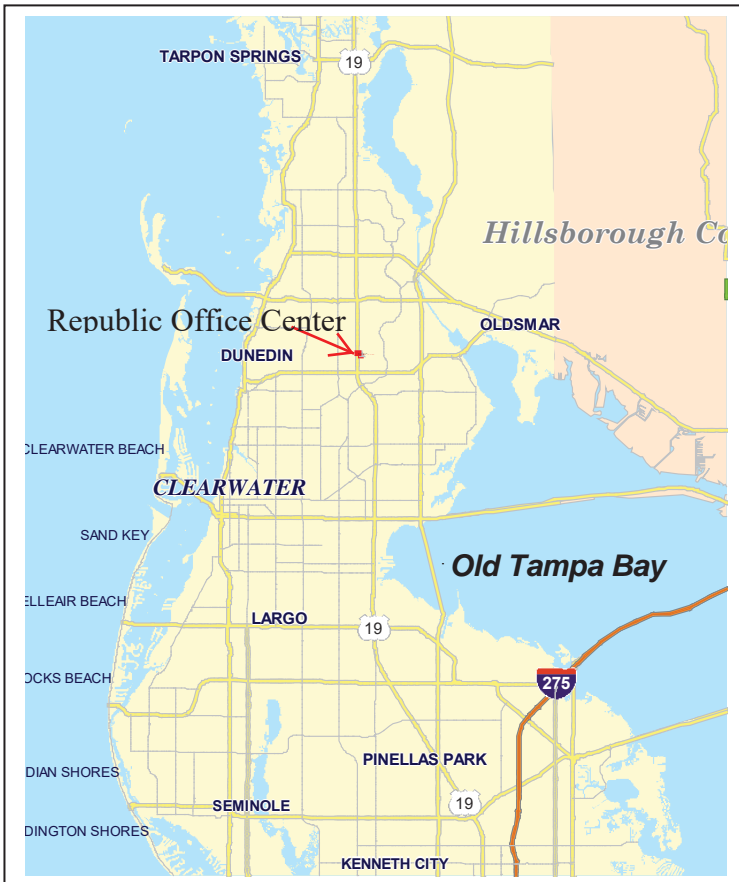 TARPON SPRINGS
19
Hillsborough Co
Republic Office Center
OLDSMAR
DUNEDIN
CLEARWATER BEACH
CLEARWATER
SAND KEY
Old Tampa Bay
ELLEAIR BEACH
LARGO
19
OCKS BEACH
275
PINELLAS PARK
DIAN SHORES
19
SEMINOLE
DINGTON SHORES
KENNETH CITY